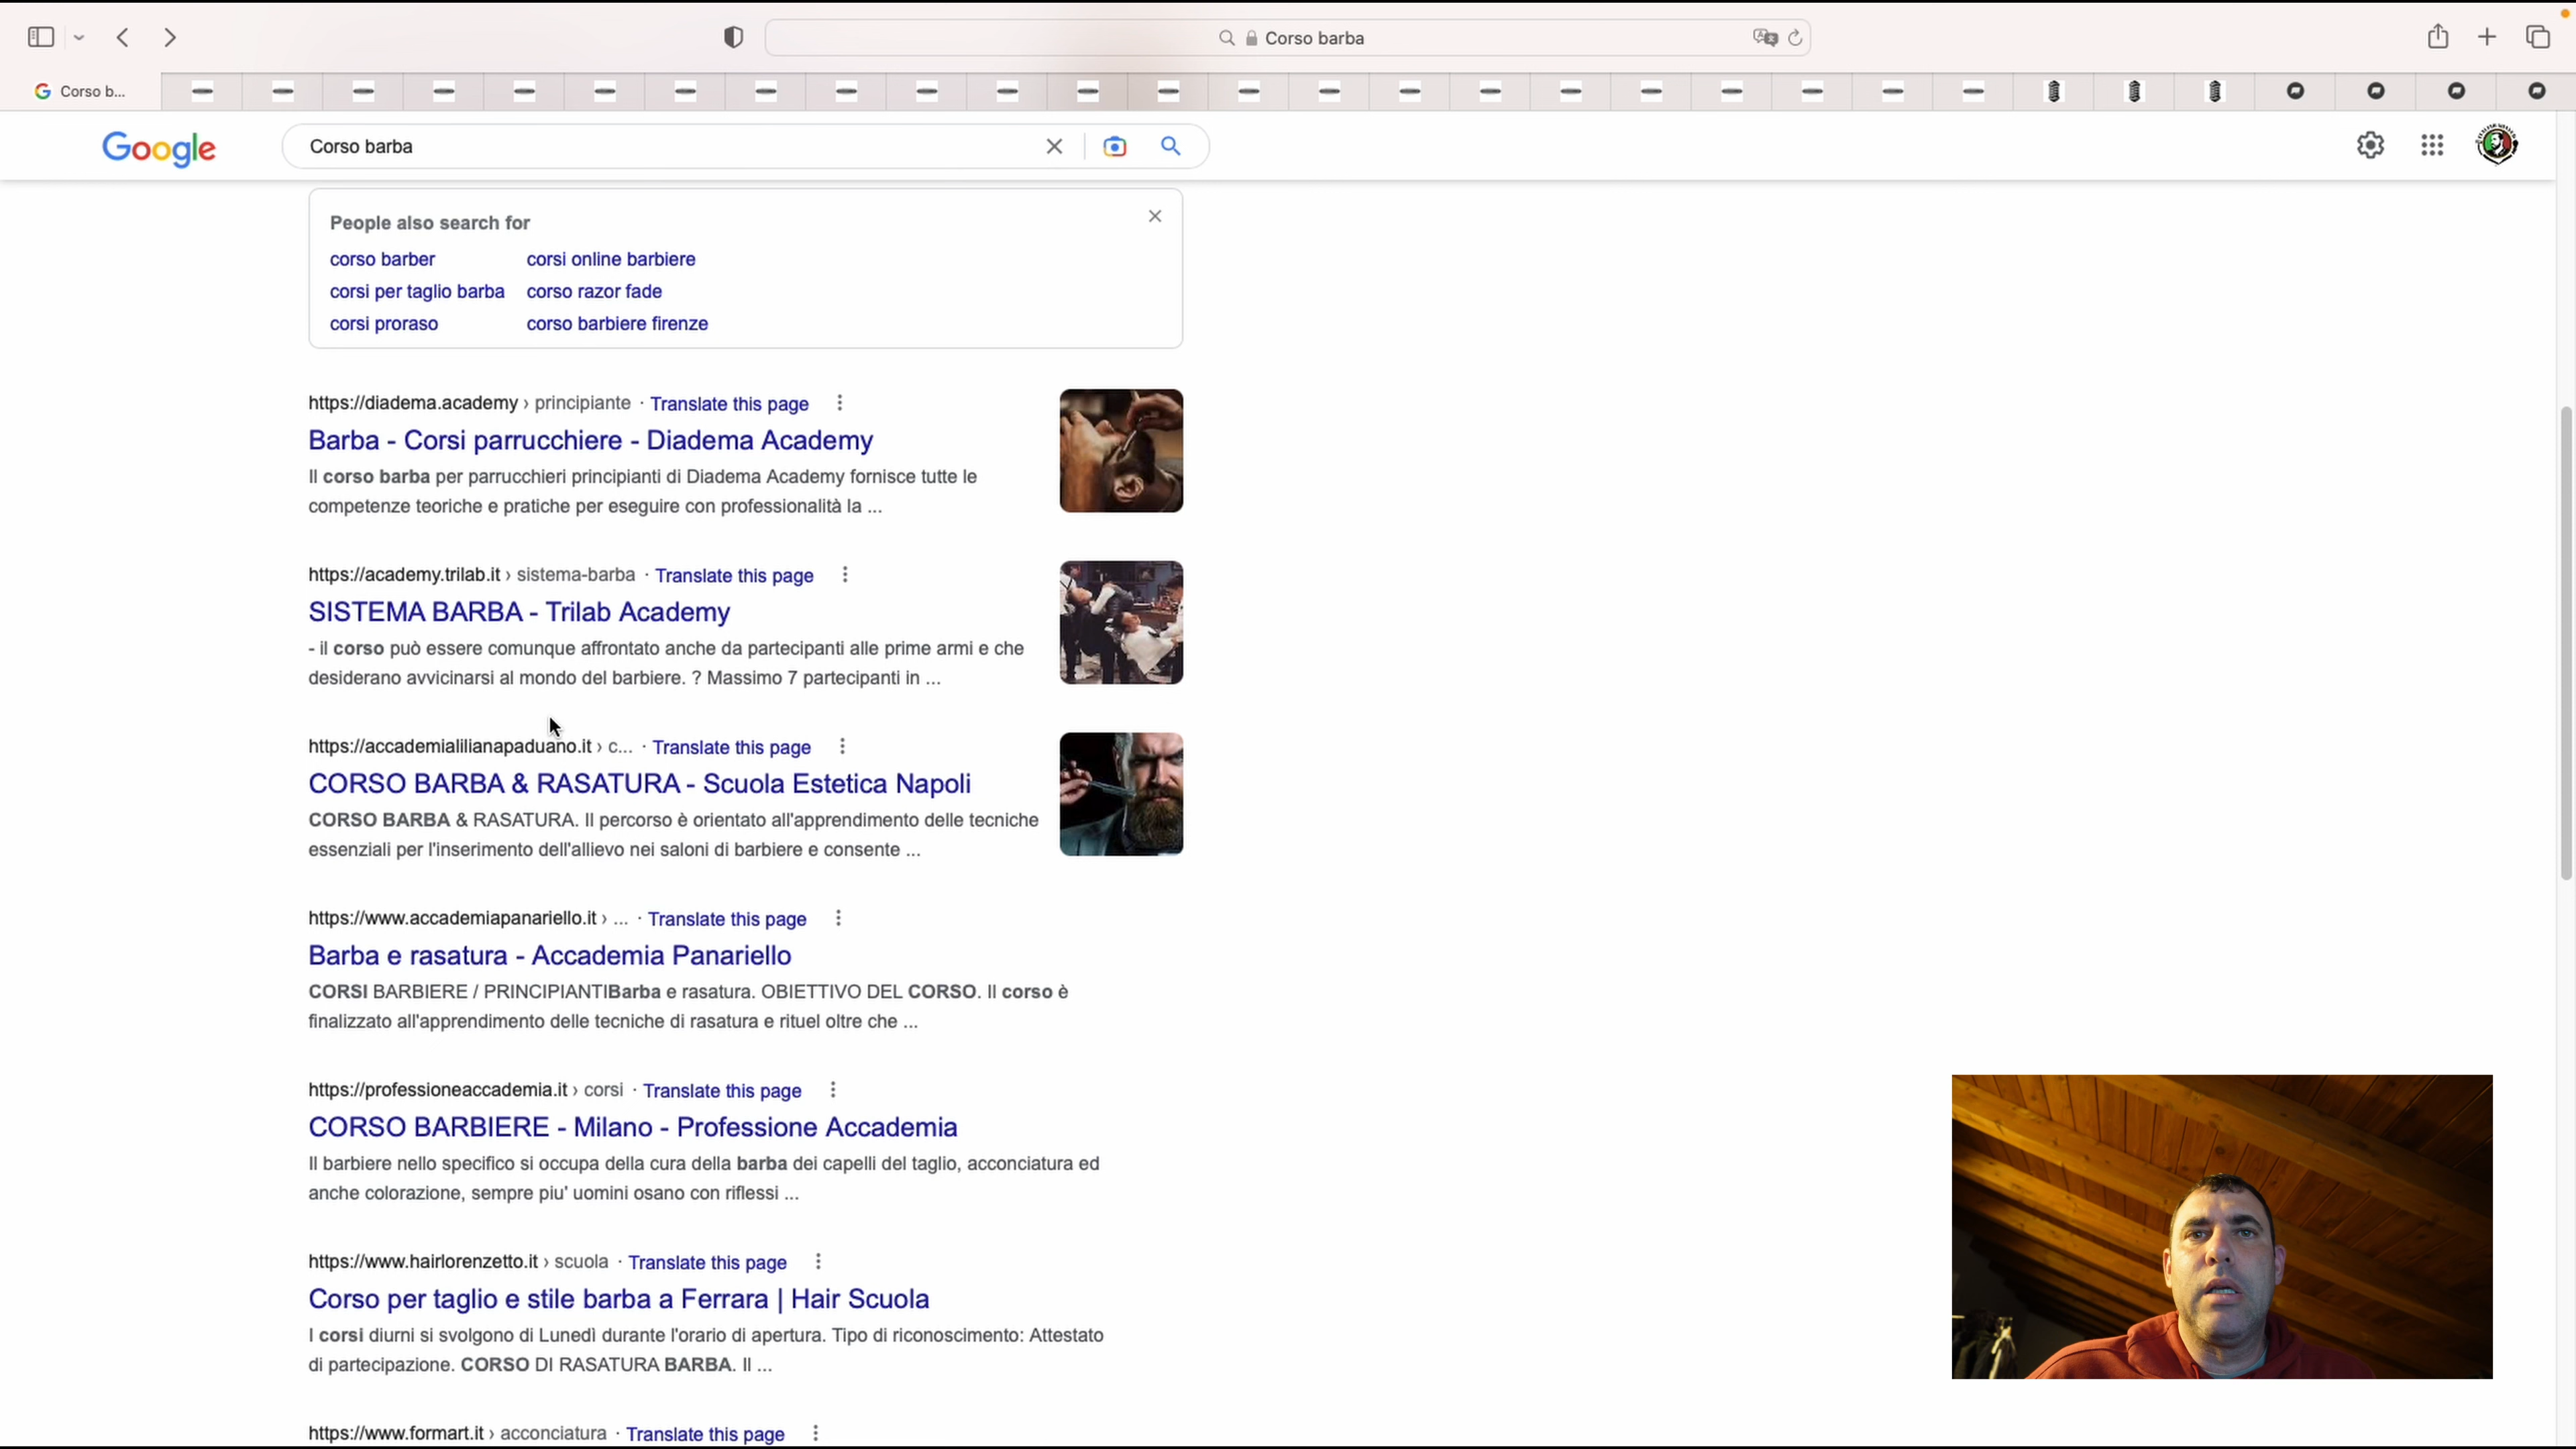 Corso barba
Corso b...
Google
Corso barba
People also search for
corso barber
corsi online barbiere
corsi per taglio barba
corso razor fade
corsi proraso
corso barbiere firenze
https://diadema.academy › principiante · Translate this page
Barba - Corsi parrucchiere - Diadema Academy
Il corso barba per parrucchieri principianti di Diadema Academy fornisce tutte le
competenze teoriche e pratiche per eseguire con professionalità la ...
https://academy.trilab.it › sistema-barba · Translate this page
SISTEMA BARBA - Trilab Academy
- il corso può essere comunque affrontato anche da partecipanti alle prime armi e che
desiderano avvicinarsi al mondo del barbiere. ? Massimo 7 partecipanti in ...
https://accademialilianapaduano.it › c... · Translate this page
CORSO BARBA & RASATURA - Scuola Estetica Napoli
CORSO BARBA & RASATURA. Il percorso è orientato all'apprendimento delle tecniche
essenziali per l'inserimento dell'allievo nei saloni di barbiere e consente ...
https://www.accademiapanariello.it › ... · Translate this page
Barba e rasatura - Accademia Panariello
CORSI BARBIERE / PRINCIPIANTIBarba e rasatura. OBIETTIVO DEL CORSO. Il corso è
finalizzato all'apprendimento delle tecniche di rasatura e rituel oltre che ...
https://professioneaccademia.it › corsi · Translate this page
CORSO BARBIERE - Milano - Professione Accademia
Il barbiere nello specifico si occupa della cura della barba dei capelli del taglio, acconciatura ed
anche colorazione, sempre piu' uomini osano con riflessi ...
https://www.hairlorenzetto.it › scuola · Translate this page
Corso per taglio e stile barba a Ferrara | Hair Scuola
I corsi diurni si svolgono di Lunedì durante l'orario di apertura. Tipo di riconoscimento: Attestato
di partecipazione. CORSO DI RASATURA BARBA. Il ...
https://www.formart.it › acconciatura · Translate this page